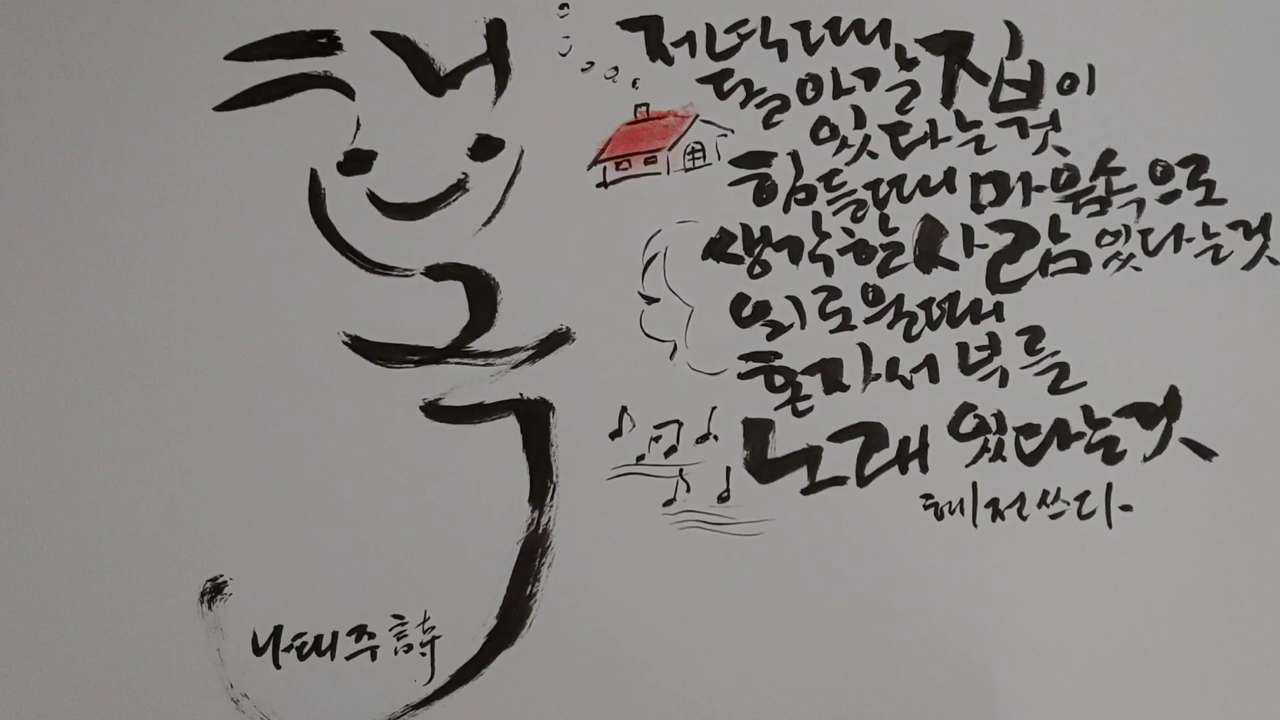 행복
나태주 詩
제녁때
돌아갈 집이
있다는것
힘들때 마음속으로
생각할 사람 있다는것
외로울때
혼자서 부를
노래 있다는것
혜전쓰다